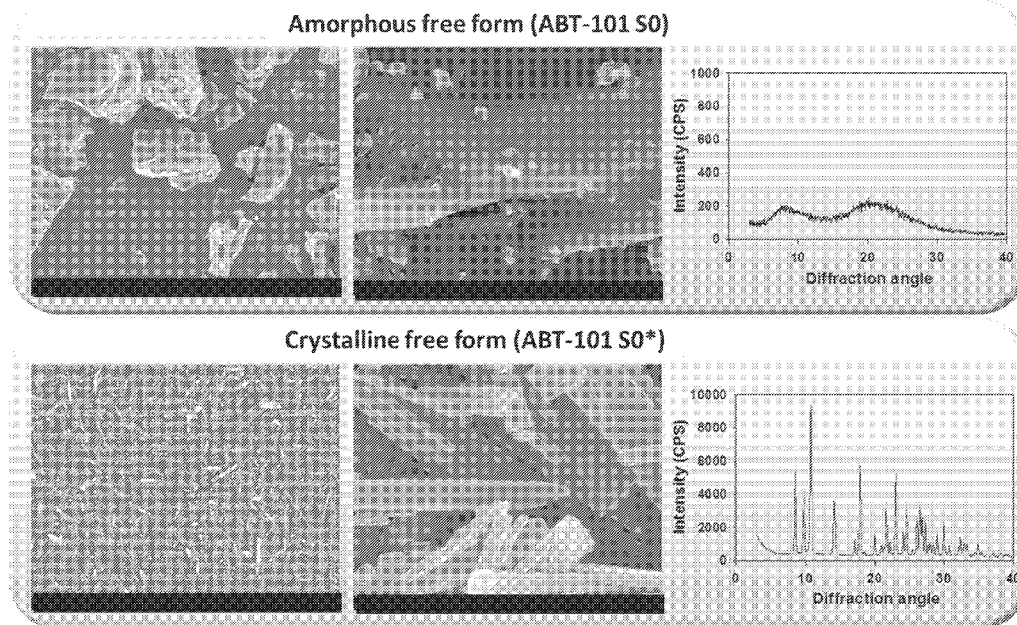 Amorphous free form (ABT-101 S0)
Intensity (CPS)
1000
800
600
400
200
0
0 10 20 30 40
Diffraction angle
Crystalline free form (ABT-101 S0*)
Intensity (CPS)
10000
8000
6000
4000
2000
0
0 10 20 30 40
Diffraction angle